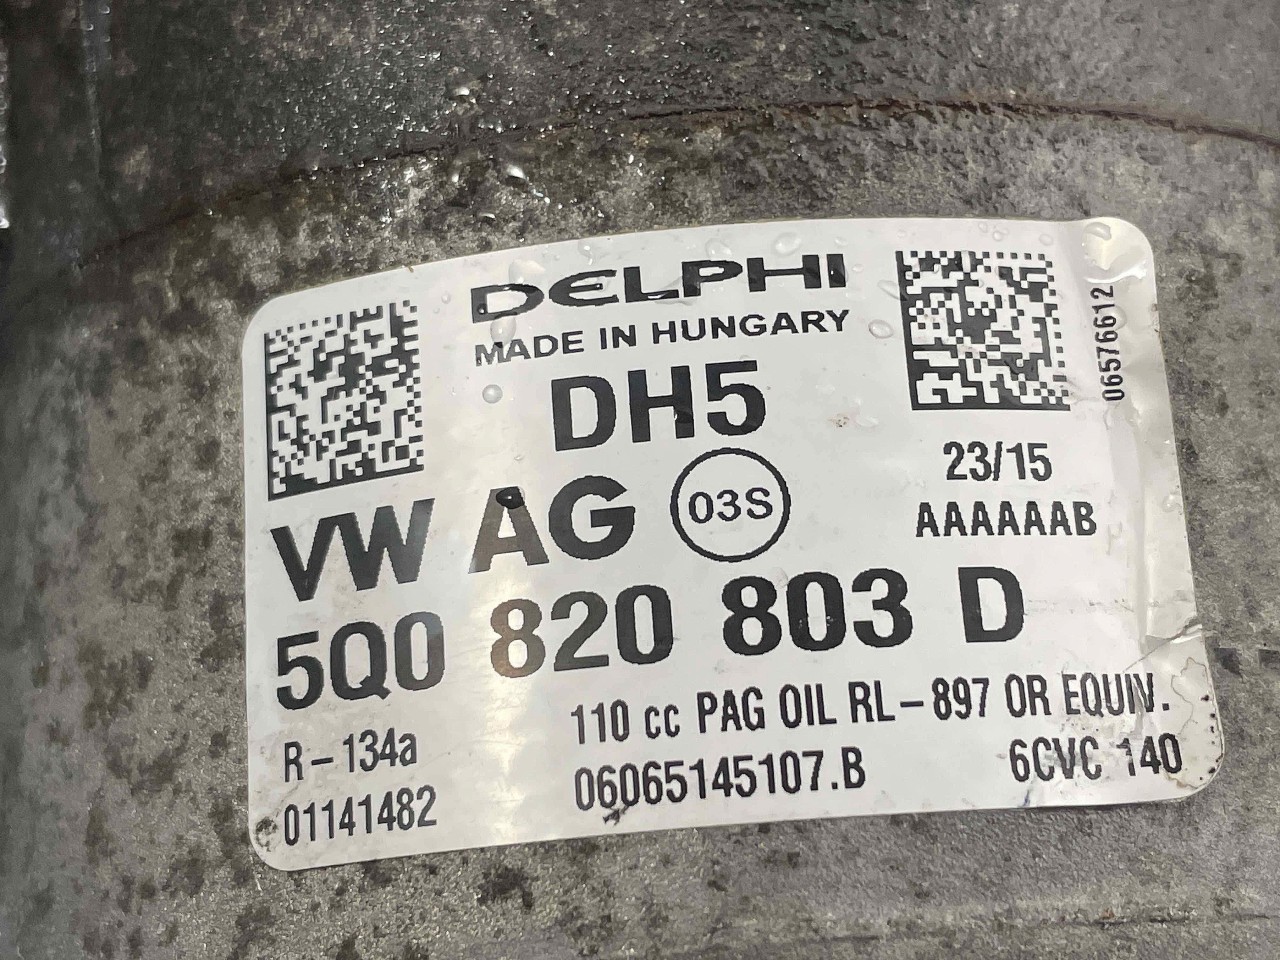 DELPHI
MADE IN HUNGARY
DH5
06576612
23/15
AAAAAAB
VW AG 03S
5Q0 820 803 D
110 cc PAG OIL RL-897 OR EQUIV.
R-134a
06065145107.B
6CVC 140
01141482